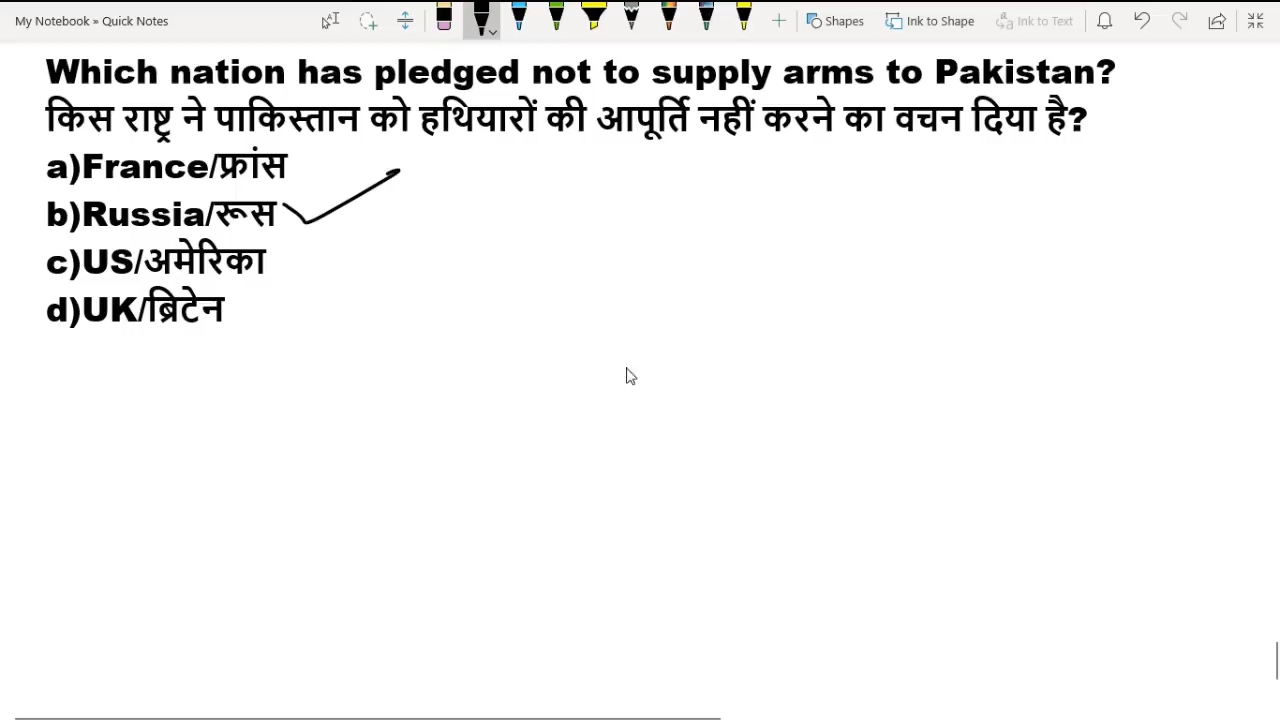 My Notebook » Quick Notes
Shapes
Ink to Shape
Ink to Text
Which nation has pledged not to supply arms to Pakistan?
किस राष्ट्र ने पाकिस्तान को हथियारों की आपूर्ति नहीं करने का वचन दिया है?
a)France/फ्रांस
b)Russia/रूस
c)US/अमेरिका
d)UK/ब्रिटेन